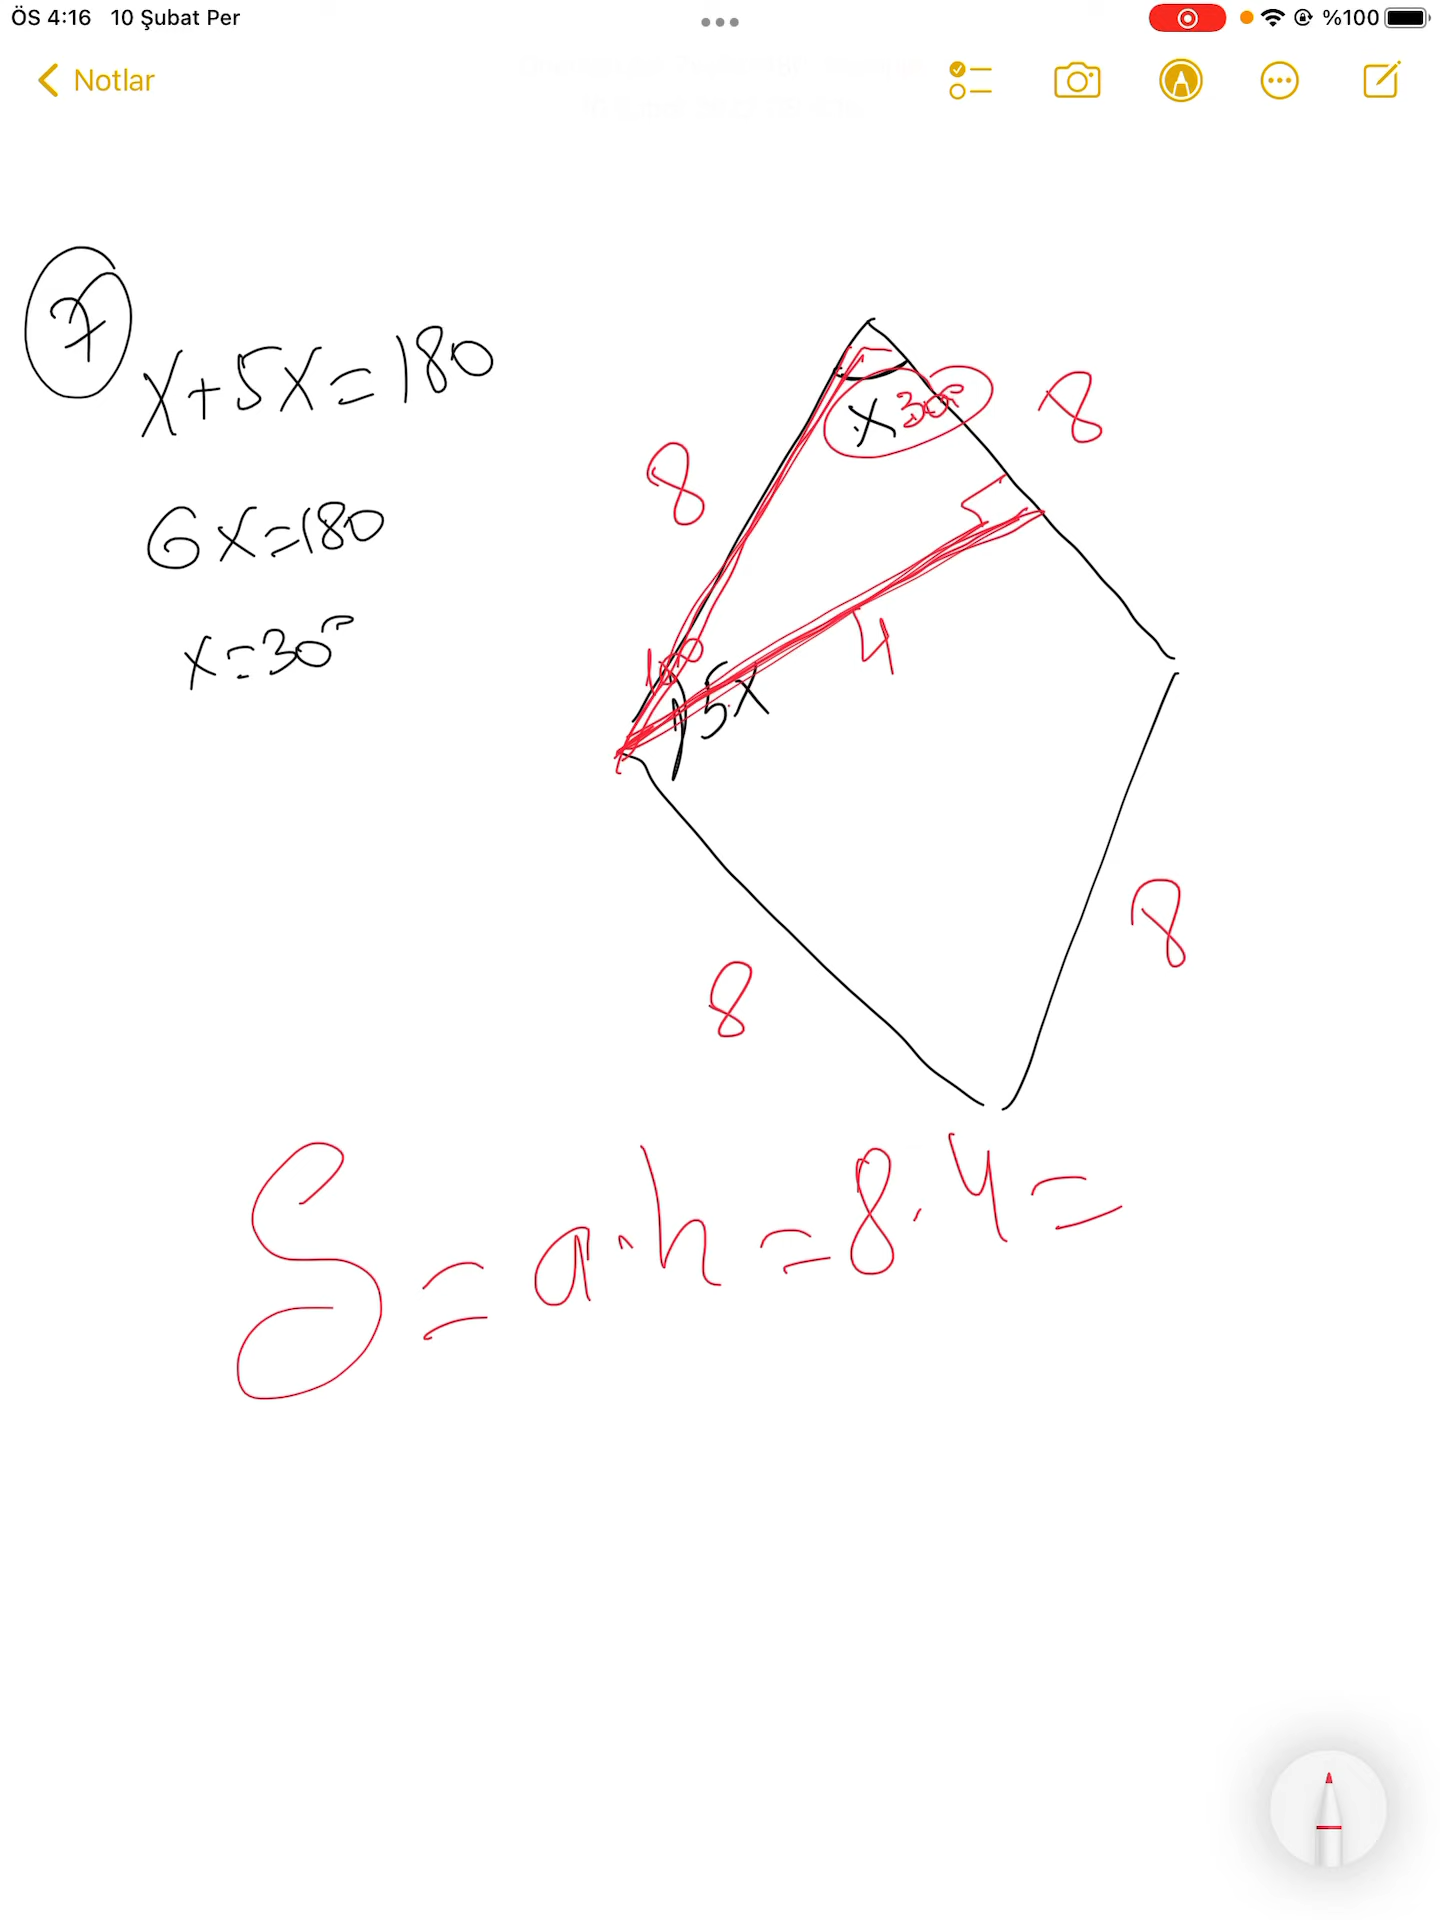 ÖS 4:16 10 Şubat Per
%100
Notlar
7
x+5x=180
6x=180
x=30°
8
8
x 30°
4
5x
8
8
S=a·h=8·4=